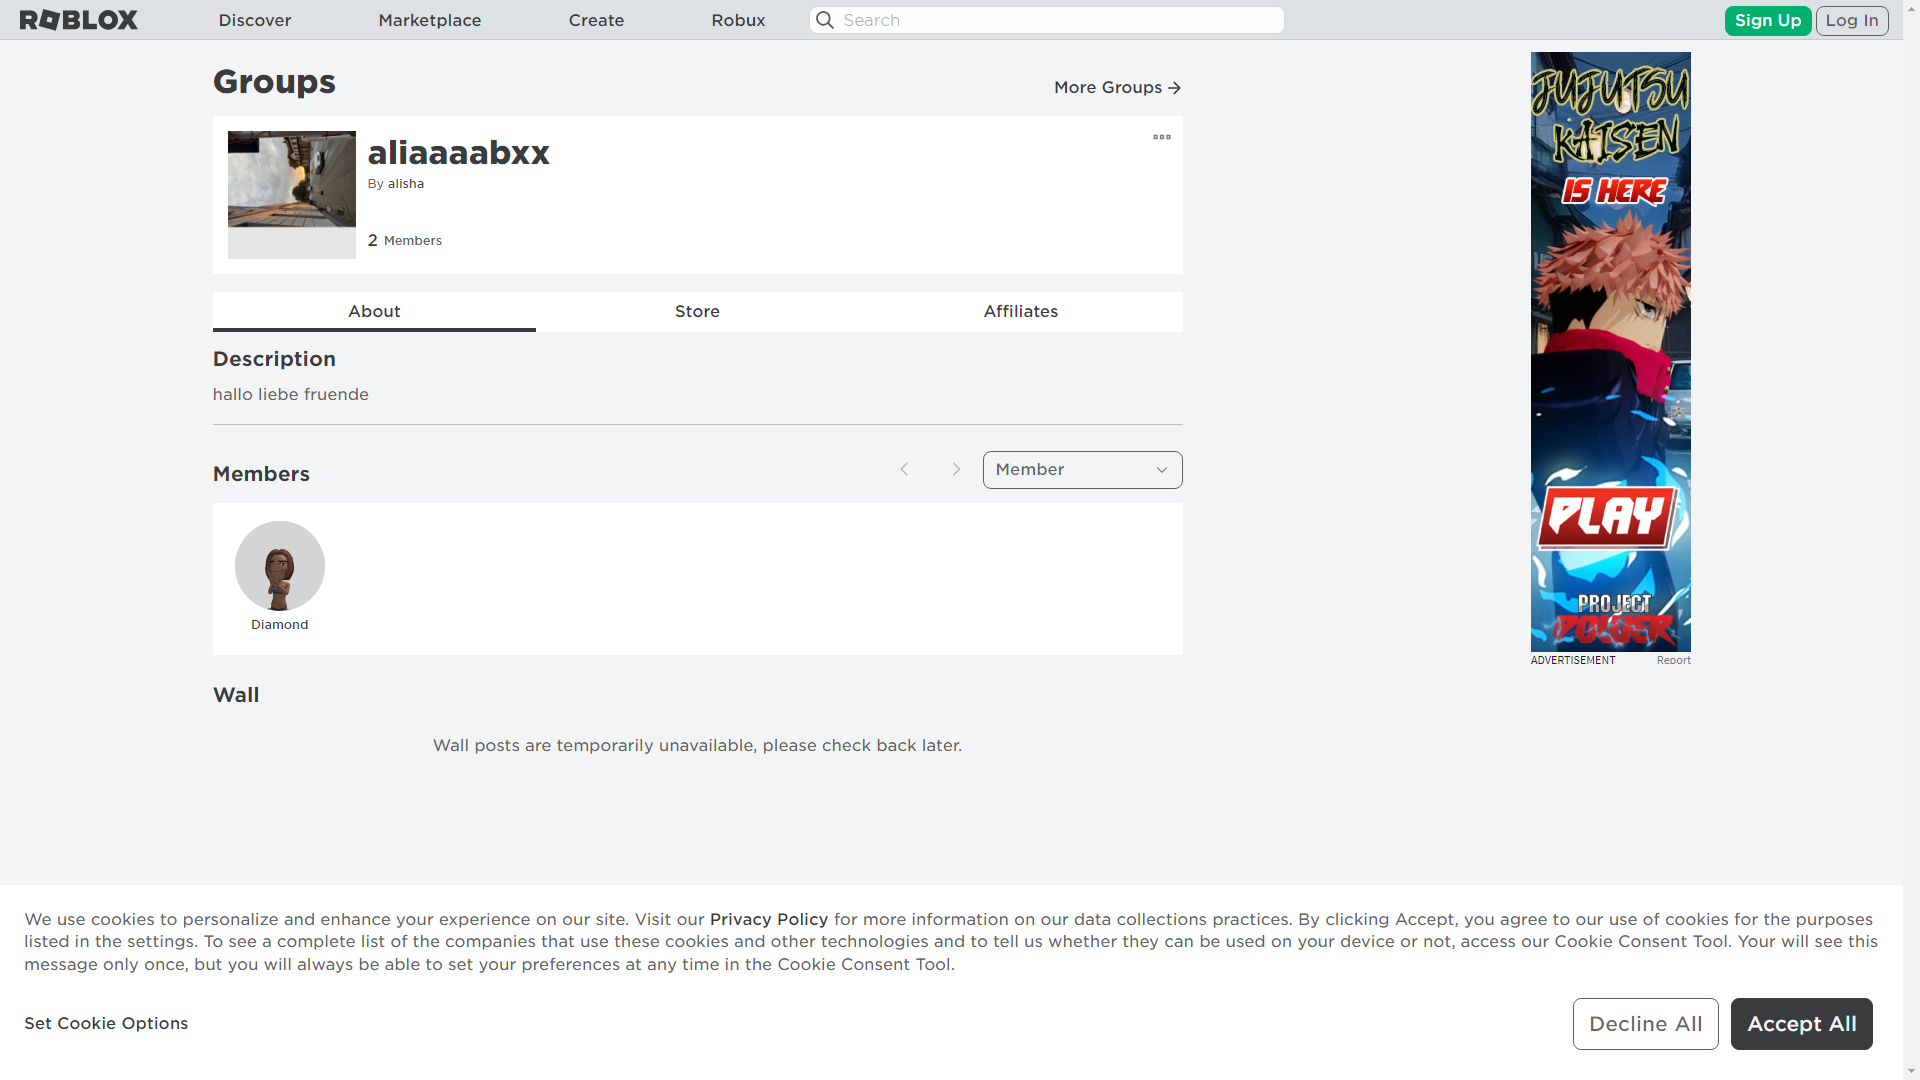 ROBLOX
Discover
Marketplace
Create
Robux
Search
Sign Up
Log In
Groups
More Groups
aliaaaabxx
By alisha
2 Members
About
Store
Affiliates
Description
hallo liebe fruende
Members
Member
Diamond
Wall
Wall posts are temporarily unavailable, please check back later.
JUJUTSU
KAISEN
IS HERE
PLAY
PROJECT
POWER
ADVERTISEMENT
Report
We use cookies to personalize and enhance your experience on our site. Visit our Privacy Policy for more information on our data collections practices. By clicking Accept, you agree to our use of cookies for the purposes
listed in the settings. To see a complete list of the companies that use these cookies and other technologies and to tell us whether they can be used on your device or not, access our Cookie Consent Tool. Your will see this
message only once, but you will always be able to set your preferences at any time in the Cookie Consent Tool.
Set Cookie Options
Decline All
Accept All